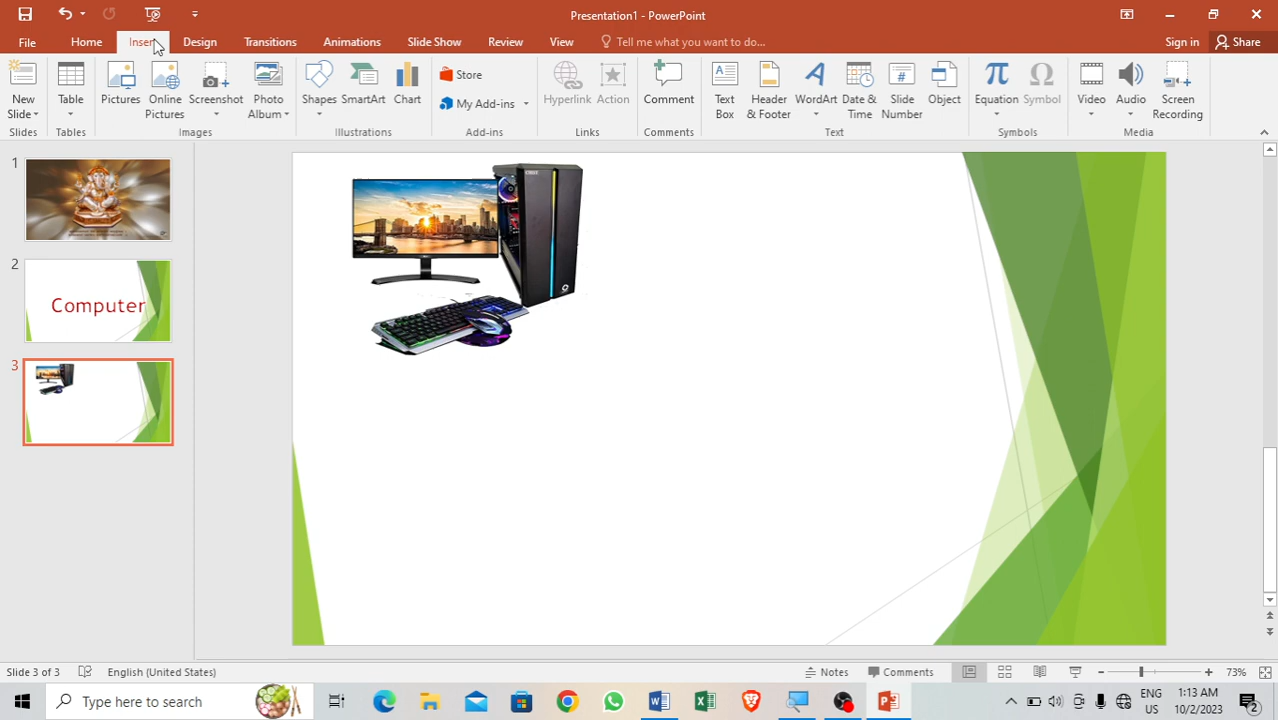 Presentation1 - PowerPoint
File Home Insert Design Transitions Animations Slide Show Review View Tell me what you want to do... Sign in Share
New Slide
Table
Pictures
Online Pictures
Screenshot
Photo Album
Shapes
SmartArt
Chart
Store
My Add-ins
Hyperlink
Action
Comment
Text Box
Header & Footer
WordArt
Date & Time
Slide Number
Object
Equation
Symbol
Video
Audio
Screen Recording
Slides Tables Images Illustrations Add-ins Links Comments Text Symbols Media
1
2
Computer
3
Slide 3 of 3 English (United States) Notes Comments 73%
Type here to search
ENG
US
1:13 AM
10/2/2023
2